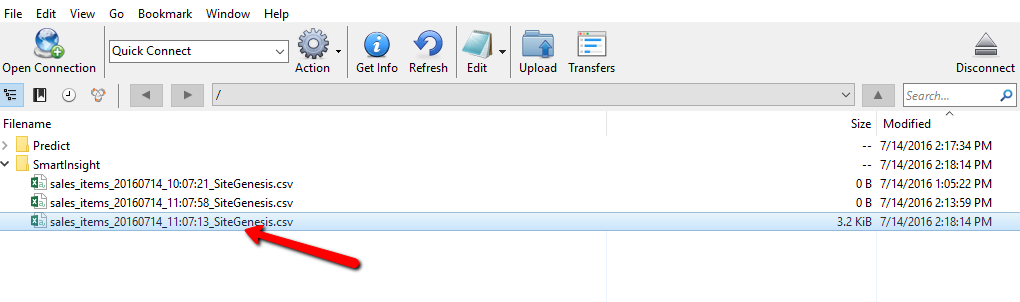 File Edit View Go Bookmark Window Help
Quick Connect
Open Connection Action Get Info Refresh Edit Upload Transfers Disconnect
/ Search...
Filename Size Modified
Predict -- 7/14/2016 2:17:34 PM
SmartInsight -- 7/14/2016 2:18:14 PM
sales_items_20160714_10:07:21_SiteGenesis.csv 0 B 7/14/2016 1:05:22 PM
sales_items_20160714_11:07:58_SiteGenesis.csv 0 B 7/14/2016 2:13:59 PM
sales_items_20160714_11:07:13_SiteGenesis.csv 3.2 KiB 7/14/2016 2:18:14 PM